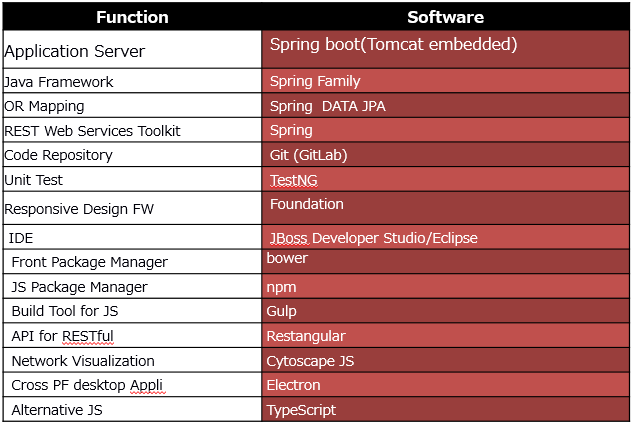 Function Software
Application Server Spring boot(Tomcat embedded)
Java Framework Spring Family
OR Mapping Spring DATA JPA
REST Web Services Toolkit Spring
Code Repository Git (GitLab)
Unit Test TestNG
Responsive Design FW Foundation
IDE JBoss Developer Studio/Eclipse
Front Package Manager bower
JS Package Manager npm
Build Tool for JS Gulp
API for RESTful Restangular
Network Visualization Cytoscape JS
Cross PF desktop Appli Electron
Alternative JS TypeScript